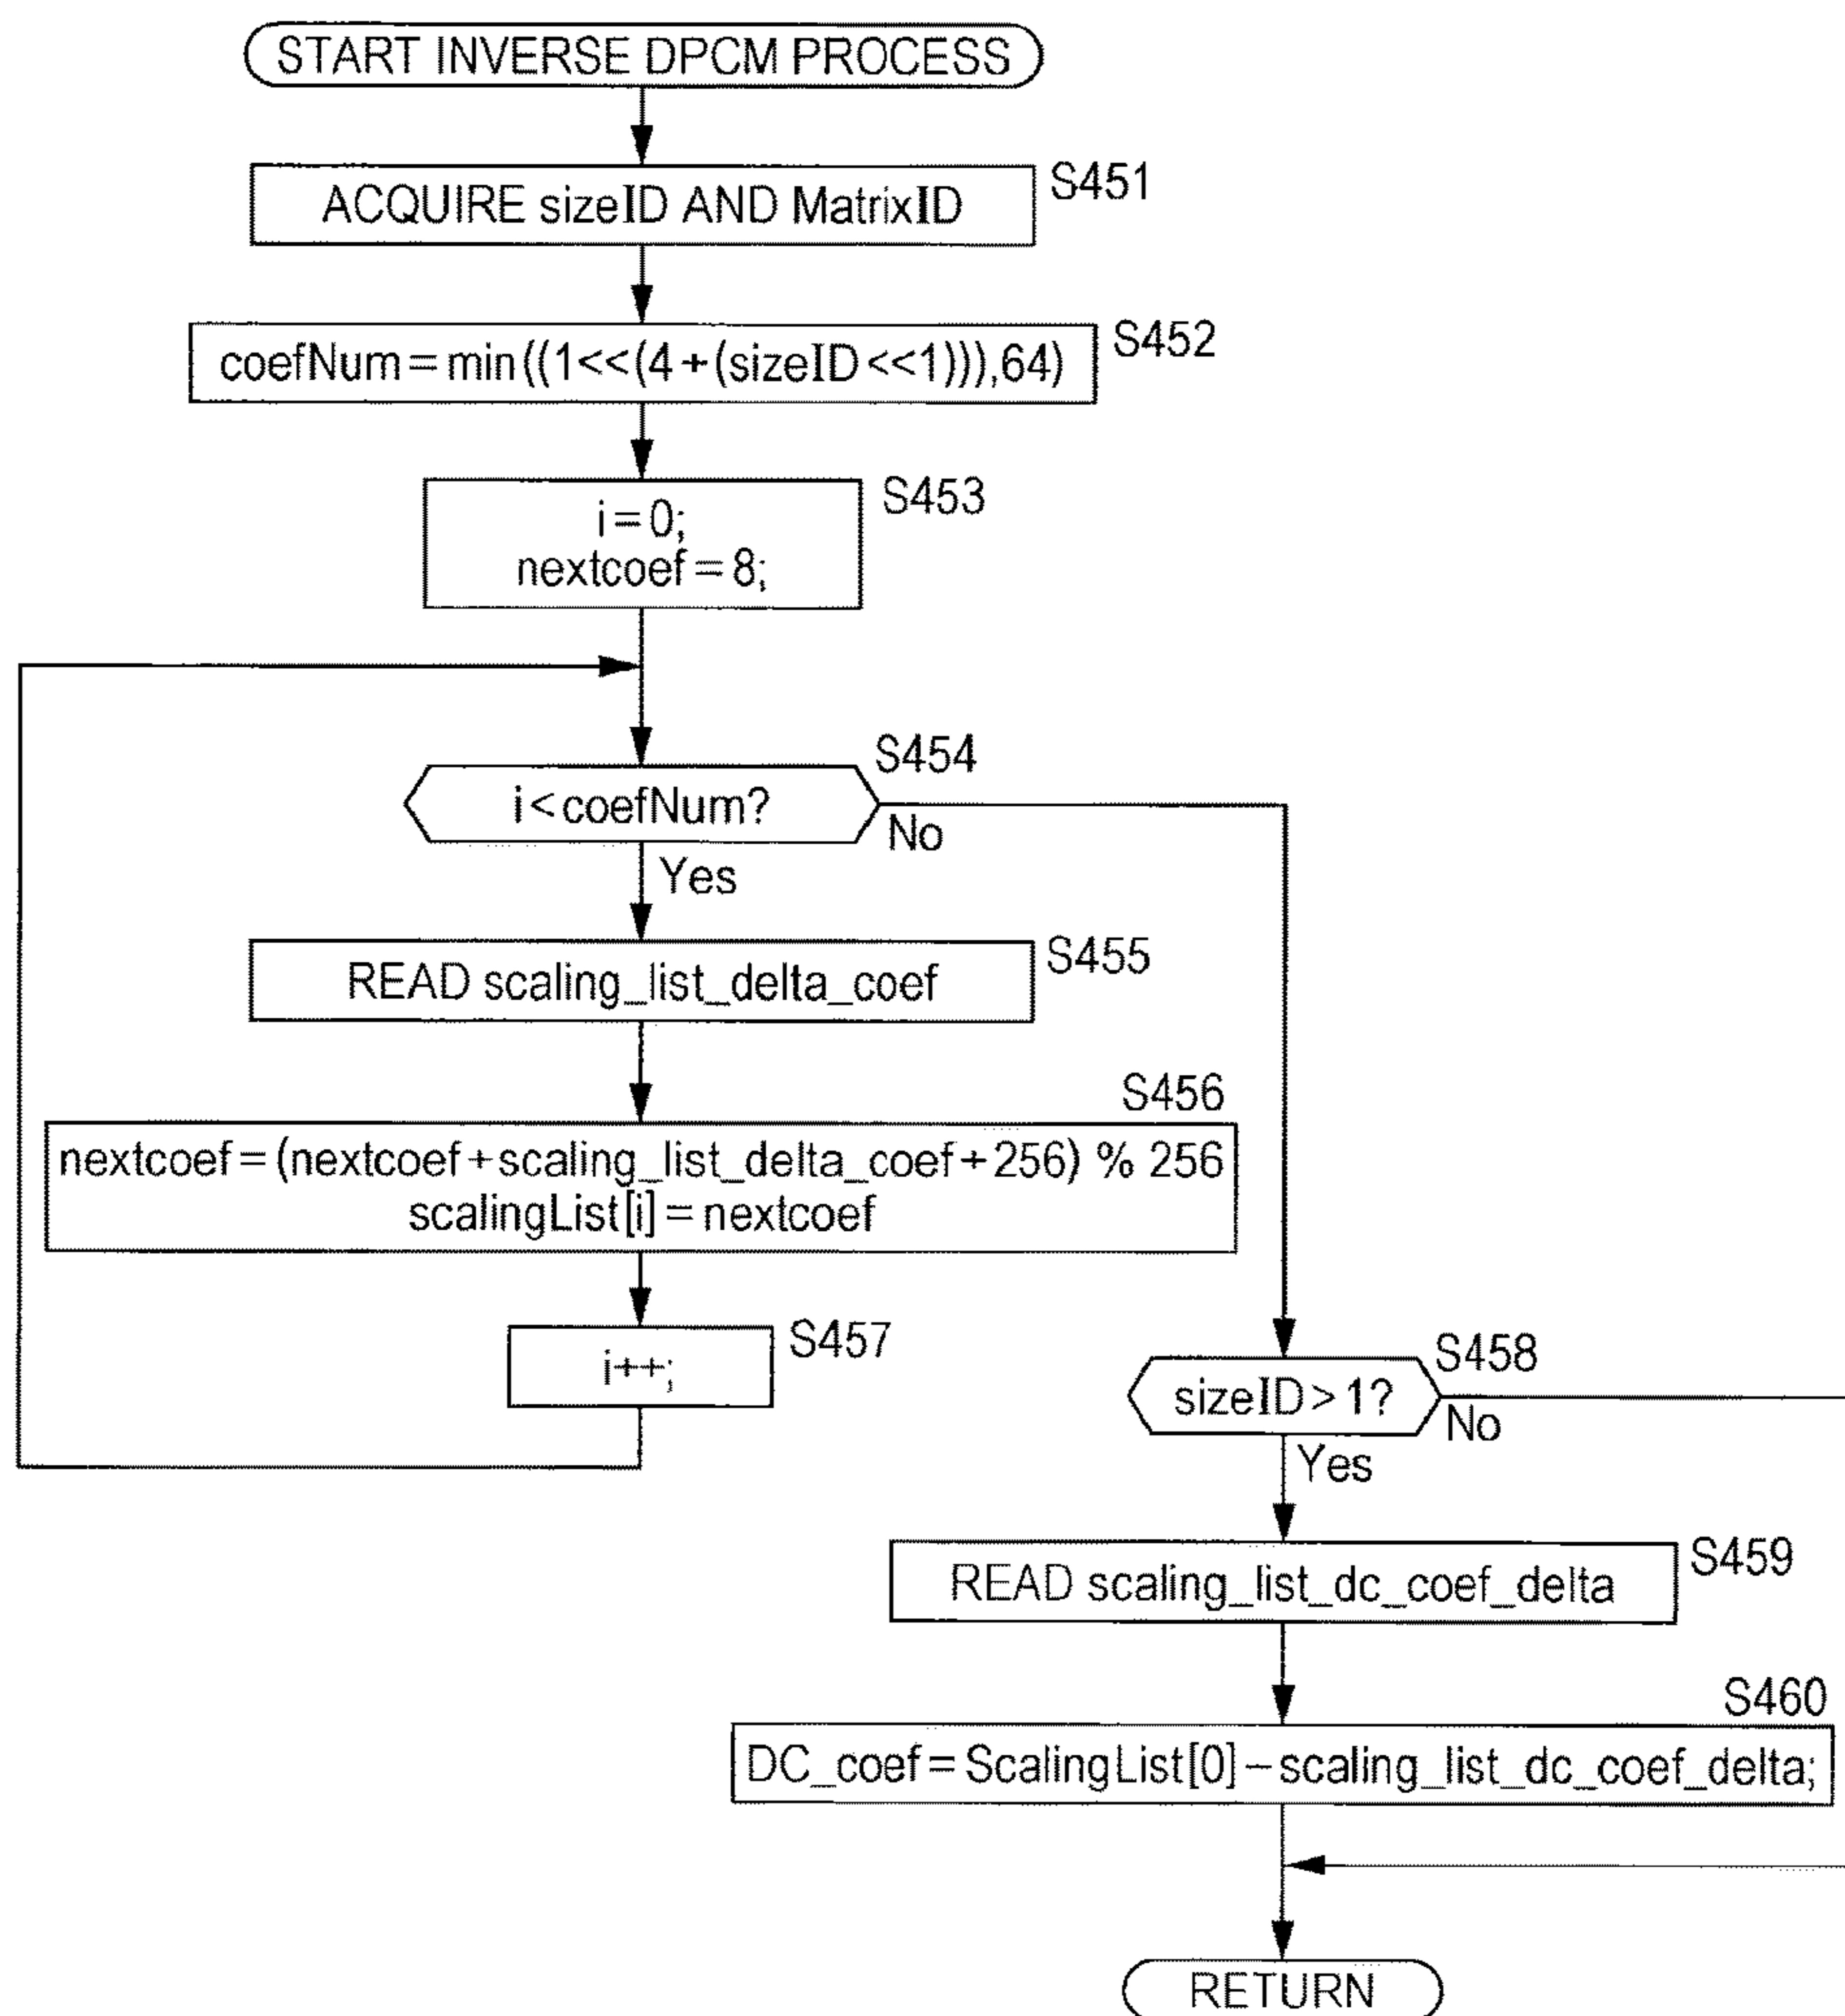 START INVERSE DPCM PROCESS
S451
ACQUIRE sizeID AND MatrixID
S452
coefNum=min((1<<(4+(sizeID<<1))),64)
S453
i=0;
nextcoef=8;
S454
i<coefNum?
No
Yes
S455
READ scaling_list_delta_coef
S456
nextcoef=(nextcoef+scaling_list_delta_coef+256) % 256
scalingList[i]=nextcoef
S457
i++;
S458
sizeID>1?
No
Yes
S459
READ scaling_list_dc_coef_delta
S460
DC_coef=ScalingList[0]-scaling_list_dc_coef_delta;
RETURN